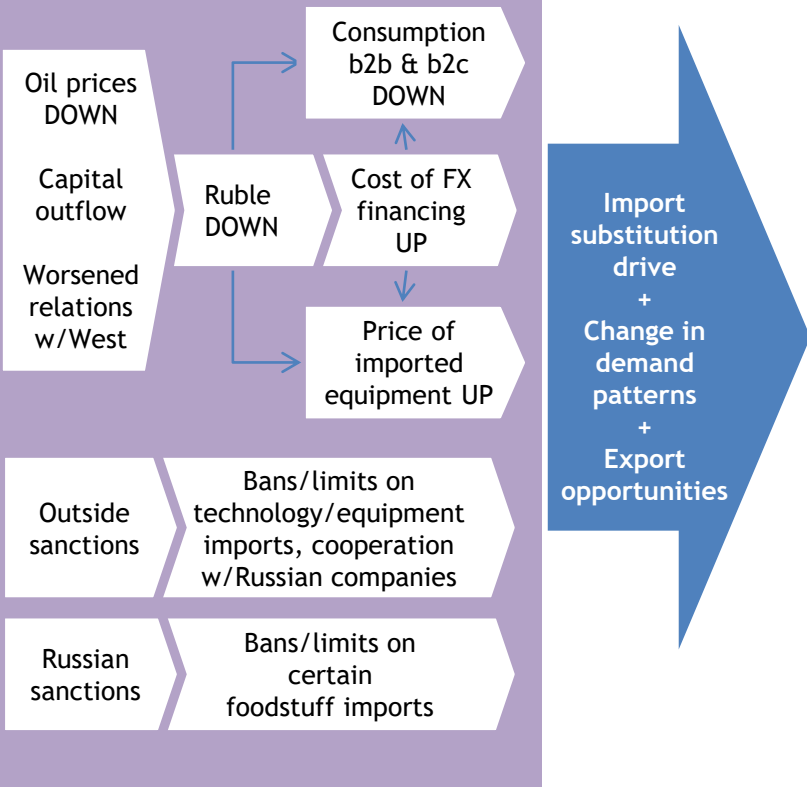 Oil prices
DOWN
Capital
outflow
Worsened
relations
w/West
Ruble
DOWN
Consumption
b2b & b2c
DOWN
Cost of FX
financing
UP
Price of
imported
equipment UP
Outside
sanctions
Bans/limits on
technology/equipment
imports, cooperation
w/Russian companies
Russian
sanctions
Bans/limits on
certain
foodstuff imports
Import
substitution
drive
+
Change in
demand
patterns
+
Export
opportunities